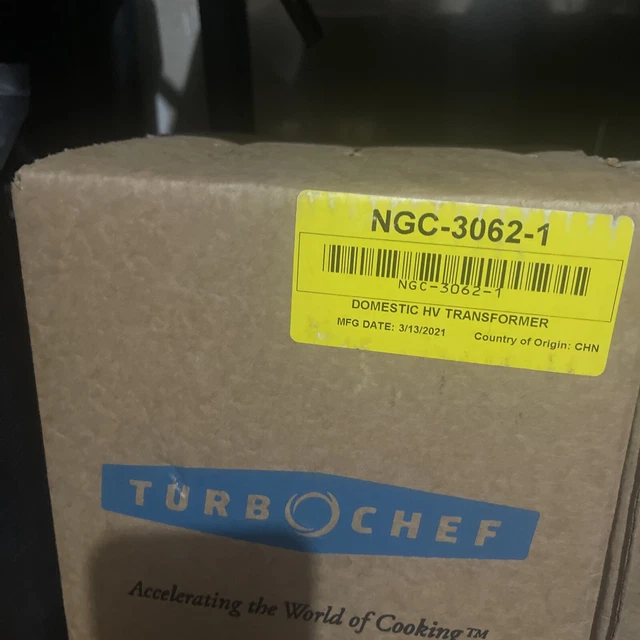 NGC-3062-1
NGC-3062-1
DOMESTIC HV TRANSFORMER
MFG DATE: 3/13/2021 Country of Origin: CHN
TURBOCHEF
Accelerating the World of Cooking™